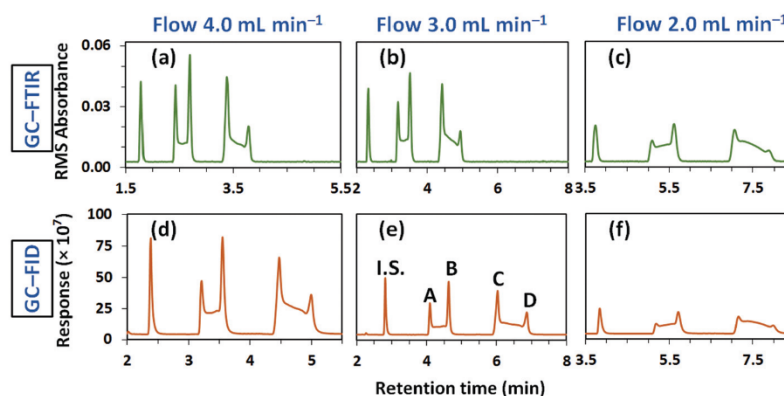 Flow 4.0 mL min⁻¹ Flow 3.0 mL min⁻¹ Flow 2.0 mL min⁻¹
GC–FTIR
RMS Absorbance
0.06
0.03
0.00
(a)
1.5 3.5 5.5
(b)
2 4 6 8
(c)
3.5 5.5 7.5
GC–FID
Response (× 10⁷)
100
75
50
25
0
(d)
2 3 4 5
(e)
I.S. A B C D
2 4 6 8
(f)
3.5 5.5 7.5
Retention time (min)